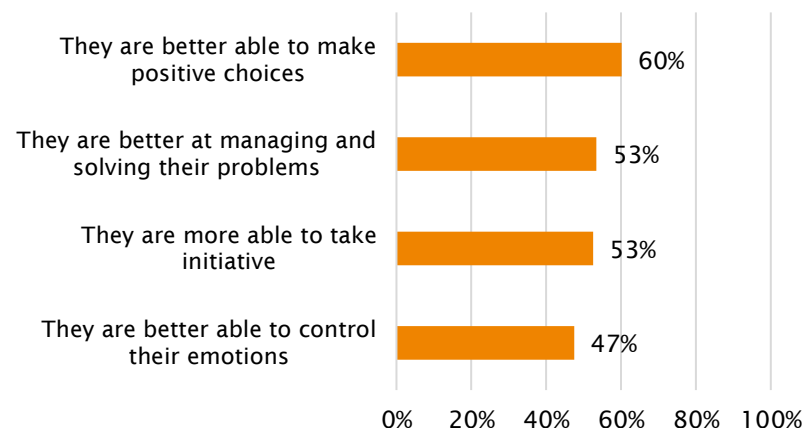 They are better able to make
positive choices
60%
They are better at managing and
solving their problems
53%
They are more able to take
initiative
53%
They are better able to control
their emotions
47%
0% 20% 40% 60% 80% 100%